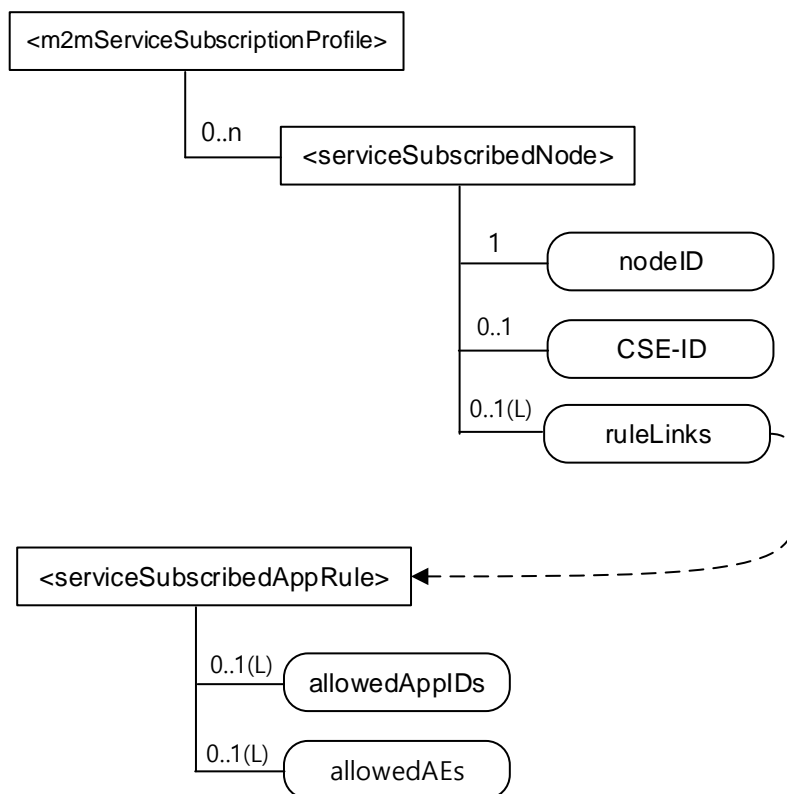 <m2mServiceSubscriptionProfile>
0..n
<serviceSubscribedNode>
1
nodeID
0..1
CSE-ID
0..1(L)
ruleLinks
<serviceSubscribedAppRule>
0..1(L)
allowedAppIDs
0..1(L)
allowedAEs